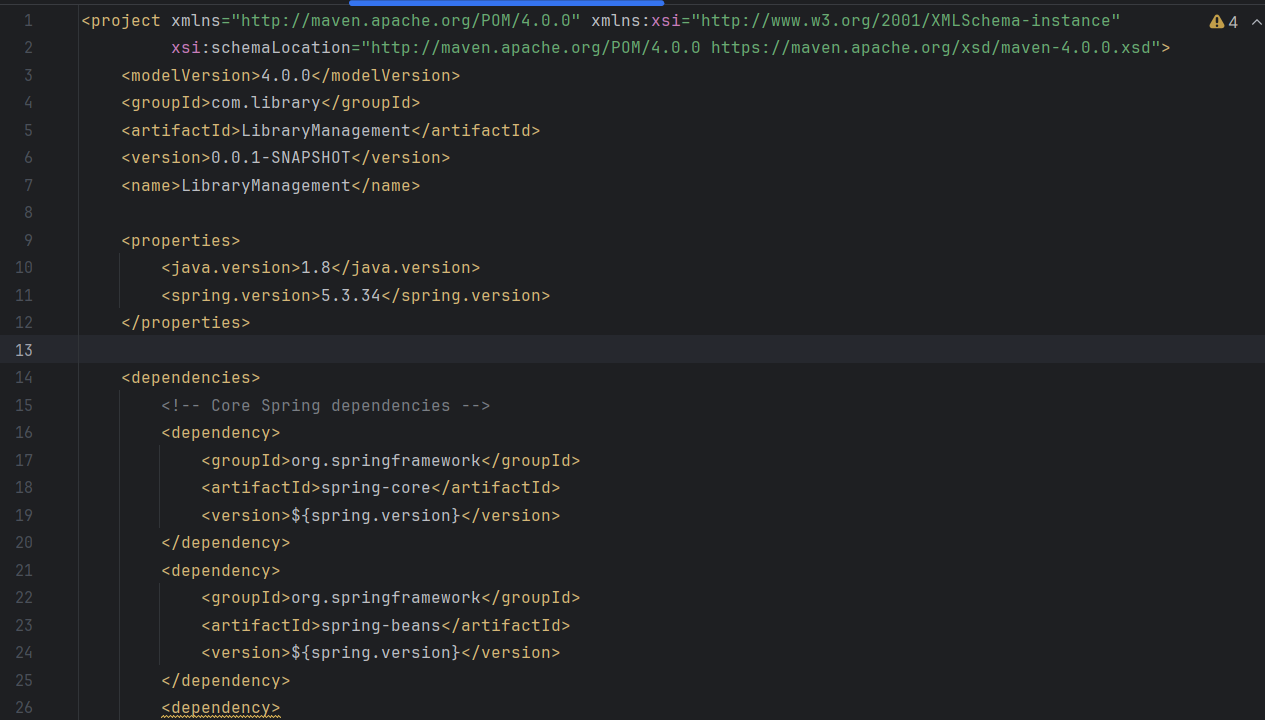 1 <project xmlns="http://maven.apache.org/POM/4.0.0" xmlns:xsi="http://www.w3.org/2001/XMLSchema-instance" 4
2 xsi:schemaLocation="http://maven.apache.org/POM/4.0.0 https://maven.apache.org/xsd/maven-4.0.0.xsd">
3 <modelVersion>4.0.0</modelVersion>
4 <groupId>com.library</groupId>
5 <artifactId>LibraryManagement</artifactId>
6 <version>0.0.1-SNAPSHOT</version>
7 <name>LibraryManagement</name>
8
9 <properties>
10 <java.version>1.8</java.version>
11 <spring.version>5.3.34</spring.version>
12 </properties>
13
14 <dependencies>
15 <!-- Core Spring dependencies -->
16 <dependency>
17 <groupId>org.springframework</groupId>
18 <artifactId>spring-core</artifactId>
19 <version>${spring.version}</version>
20 </dependency>
21 <dependency>
22 <groupId>org.springframework</groupId>
23 <artifactId>spring-beans</artifactId>
24 <version>${spring.version}</version>
25 </dependency>
26 <dependency>